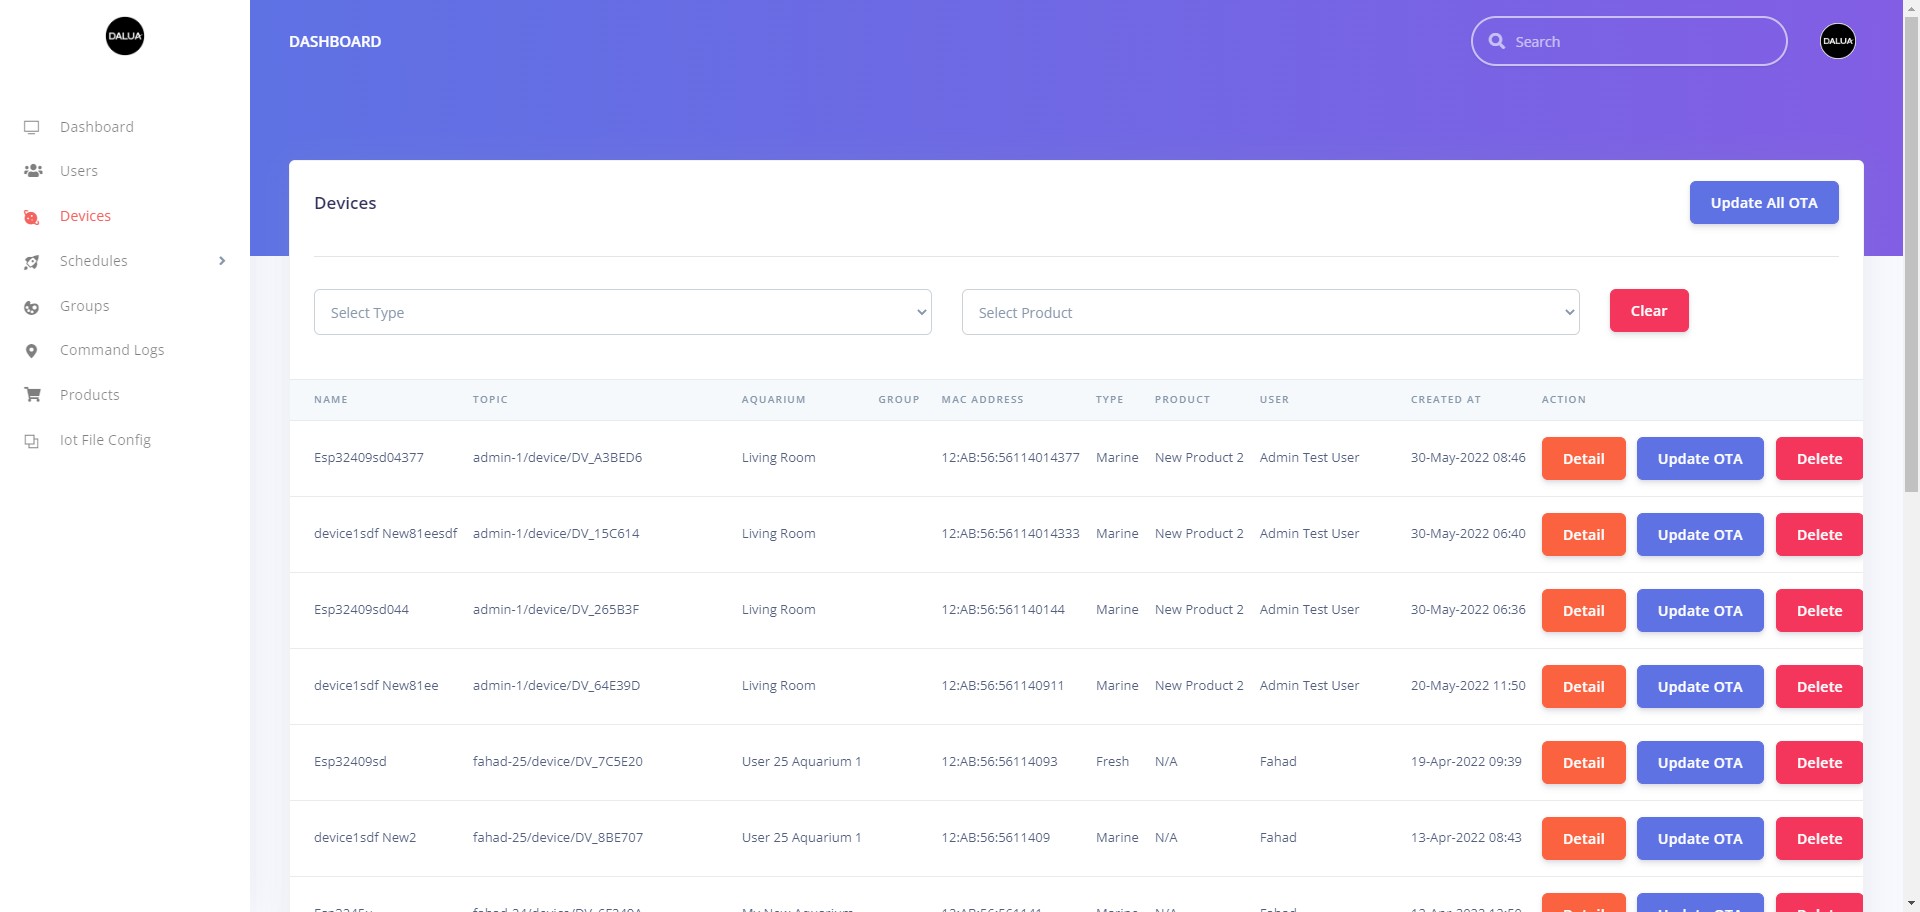 DALUA
DASHBOARD
Search
DALUA
Dashboard
Users
Devices
Schedules
Groups
Command Logs
Products
Iot File Config
Devices
Update All OTA
Select Type
Select Product
Clear
NAME TOPIC AQUARIUM GROUP MAC ADDRESS TYPE PRODUCT USER CREATED AT ACTION
Esp32409sd04377 admin-1/device/DV_A3BED6 Living Room 12:AB:56:56114014377 Marine New Product 2 Admin Test User 30-May-2022 08:46 Detail Update OTA Delete
device1sdf New81eesdf admin-1/device/DV_15C614 Living Room 12:AB:56:56114014333 Marine New Product 2 Admin Test User 30-May-2022 06:40 Detail Update OTA Delete
Esp32409sd044 admin-1/device/DV_265B3F Living Room 12:AB:56:561140144 Marine New Product 2 Admin Test User 30-May-2022 06:36 Detail Update OTA Delete
device1sdf New81ee admin-1/device/DV_64E39D Living Room 12:AB:56:561140911 Marine New Product 2 Admin Test User 20-May-2022 11:50 Detail Update OTA Delete
Esp32409sd fahad-25/device/DV_7C5E20 User 25 Aquarium 1 12:AB:56:56114093 Fresh N/A Fahad 19-Apr-2022 09:39 Detail Update OTA Delete
device1sdf New2 fahad-25/device/DV_8BE707 User 25 Aquarium 1 12:AB:56:5611409 Marine N/A Fahad 13-Apr-2022 08:43 Detail Update OTA Delete